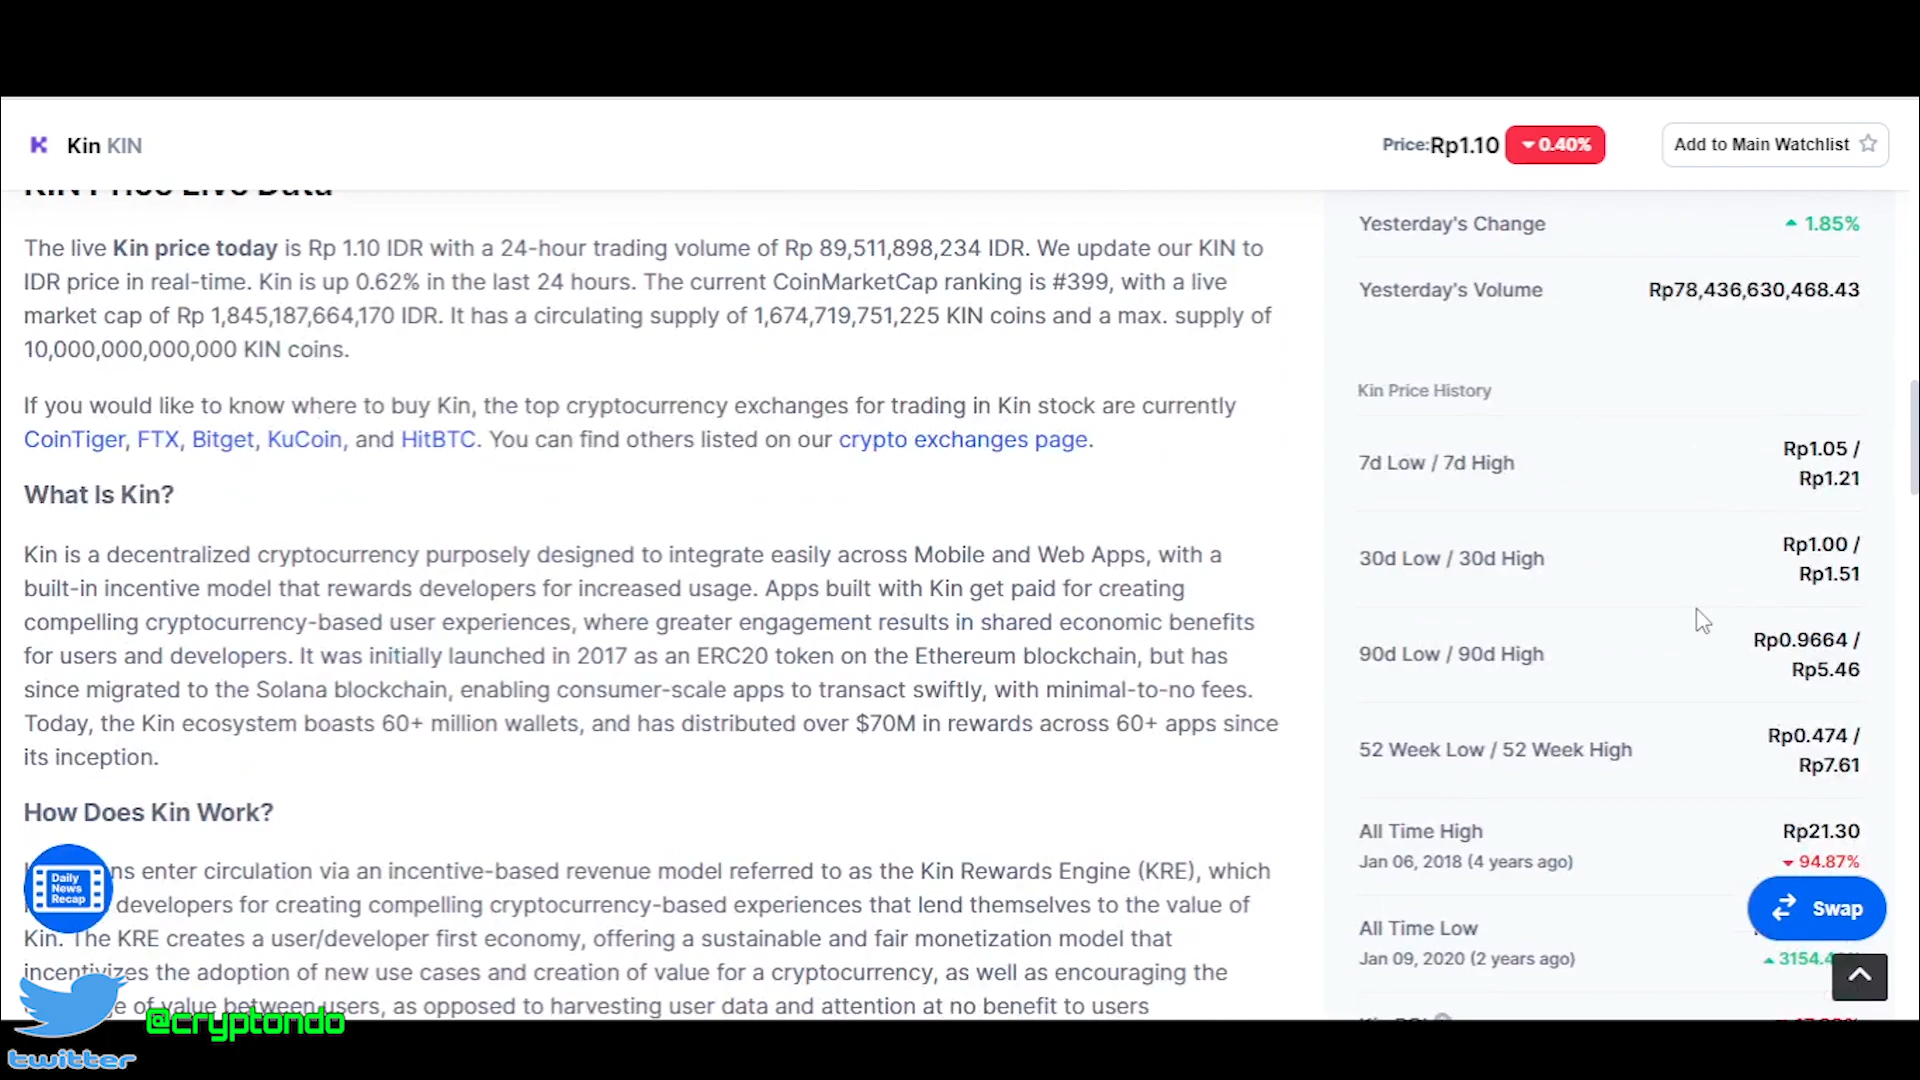 Kin KIN
Price:Rp1.10 0.40%
Add to Main Watchlist
KIN Price Live Data
The live Kin price today is Rp 1.10 IDR with a 24-hour trading volume of Rp 89,511,898,234 IDR. We update our KIN to
IDR price in real-time. Kin is up 0.62% in the last 24 hours. The current CoinMarketCap ranking is #399, with a live
market cap of Rp 1,845,187,664,170 IDR. It has a circulating supply of 1,674,719,751,225 KIN coins and a max. supply of
10,000,000,000,000 KIN coins.
If you would like to know where to buy Kin, the top cryptocurrency exchanges for trading in Kin stock are currently
CoinTiger, FTX, Bitget, KuCoin, and HitBTC. You can find others listed on our crypto exchanges page.
What Is Kin?
Kin is a decentralized cryptocurrency purposely designed to integrate easily across Mobile and Web Apps, with a
built-in incentive model that rewards developers for increased usage. Apps built with Kin get paid for creating
compelling cryptocurrency-based user experiences, where greater engagement results in shared economic benefits
for users and developers. It was initially launched in 2017 as an ERC20 token on the Ethereum blockchain, but has
since migrated to the Solana blockchain, enabling consumer-scale apps to transact swiftly, with minimal-to-no fees.
Today, the Kin ecosystem boasts 60+ million wallets, and has distributed over $70M in rewards across 60+ apps since
its inception.
How Does Kin Work?
ns enter circulation via an incentive-based revenue model referred to as the Kin Rewards Engine (KRE), which
developers for creating compelling cryptocurrency-based experiences that lend themselves to the value of
Kin. The KRE creates a user/developer first economy, offering a sustainable and fair monetization model that
incentivizes the adoption of new use cases and creation of value for a cryptocurrency, as well as encouraging the
e of value between users, as opposed to harvesting user data and attention at no benefit to users
Yesterday's Change 1.85%
Yesterday's Volume Rp78,436,630,468.43
Kin Price History
7d Low / 7d High Rp1.05 /
Rp1.21
30d Low / 30d High Rp1.00 /
Rp1.51
90d Low / 90d High Rp0.9664 /
Rp5.46
52 Week Low / 52 Week High Rp0.474 /
Rp7.61
All Time High Rp21.30
Jan 06, 2018 (4 years ago) 94.87%
Swap
All Time Low
Jan 09, 2020 (2 years ago) 3154.4
Daily
News
Recap
@cryptondo
twitter